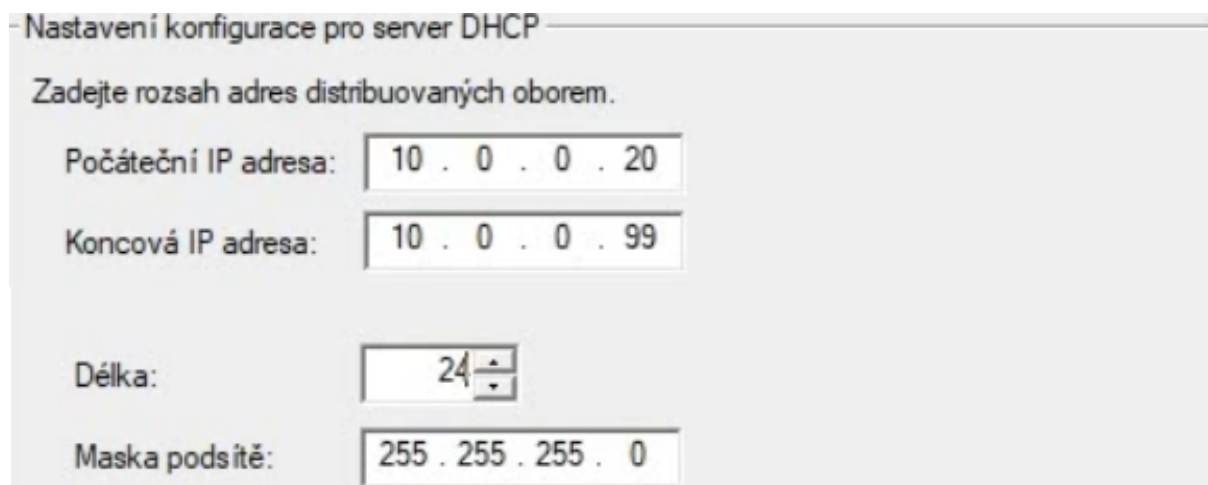 Nastavení konfigurace pro server DHCP
Zadejte rozsah adres distribuovaných oborem.
Počáteční IP adresa: 10 . 0 . 0 . 20
Koncová IP adresa: 10 . 0 . 0 . 99
Délka: 24
Maska podsítě: 255 . 255 . 255 . 0